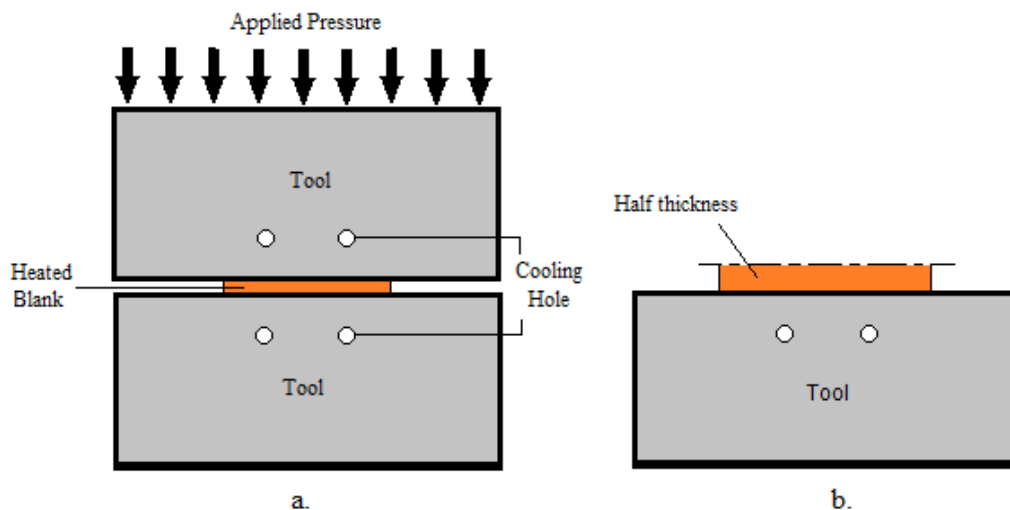 Applied Pressure
Tool
Half thickness
Heated
Blank
Cooling
Hole
Tool
Tool
a.
b.